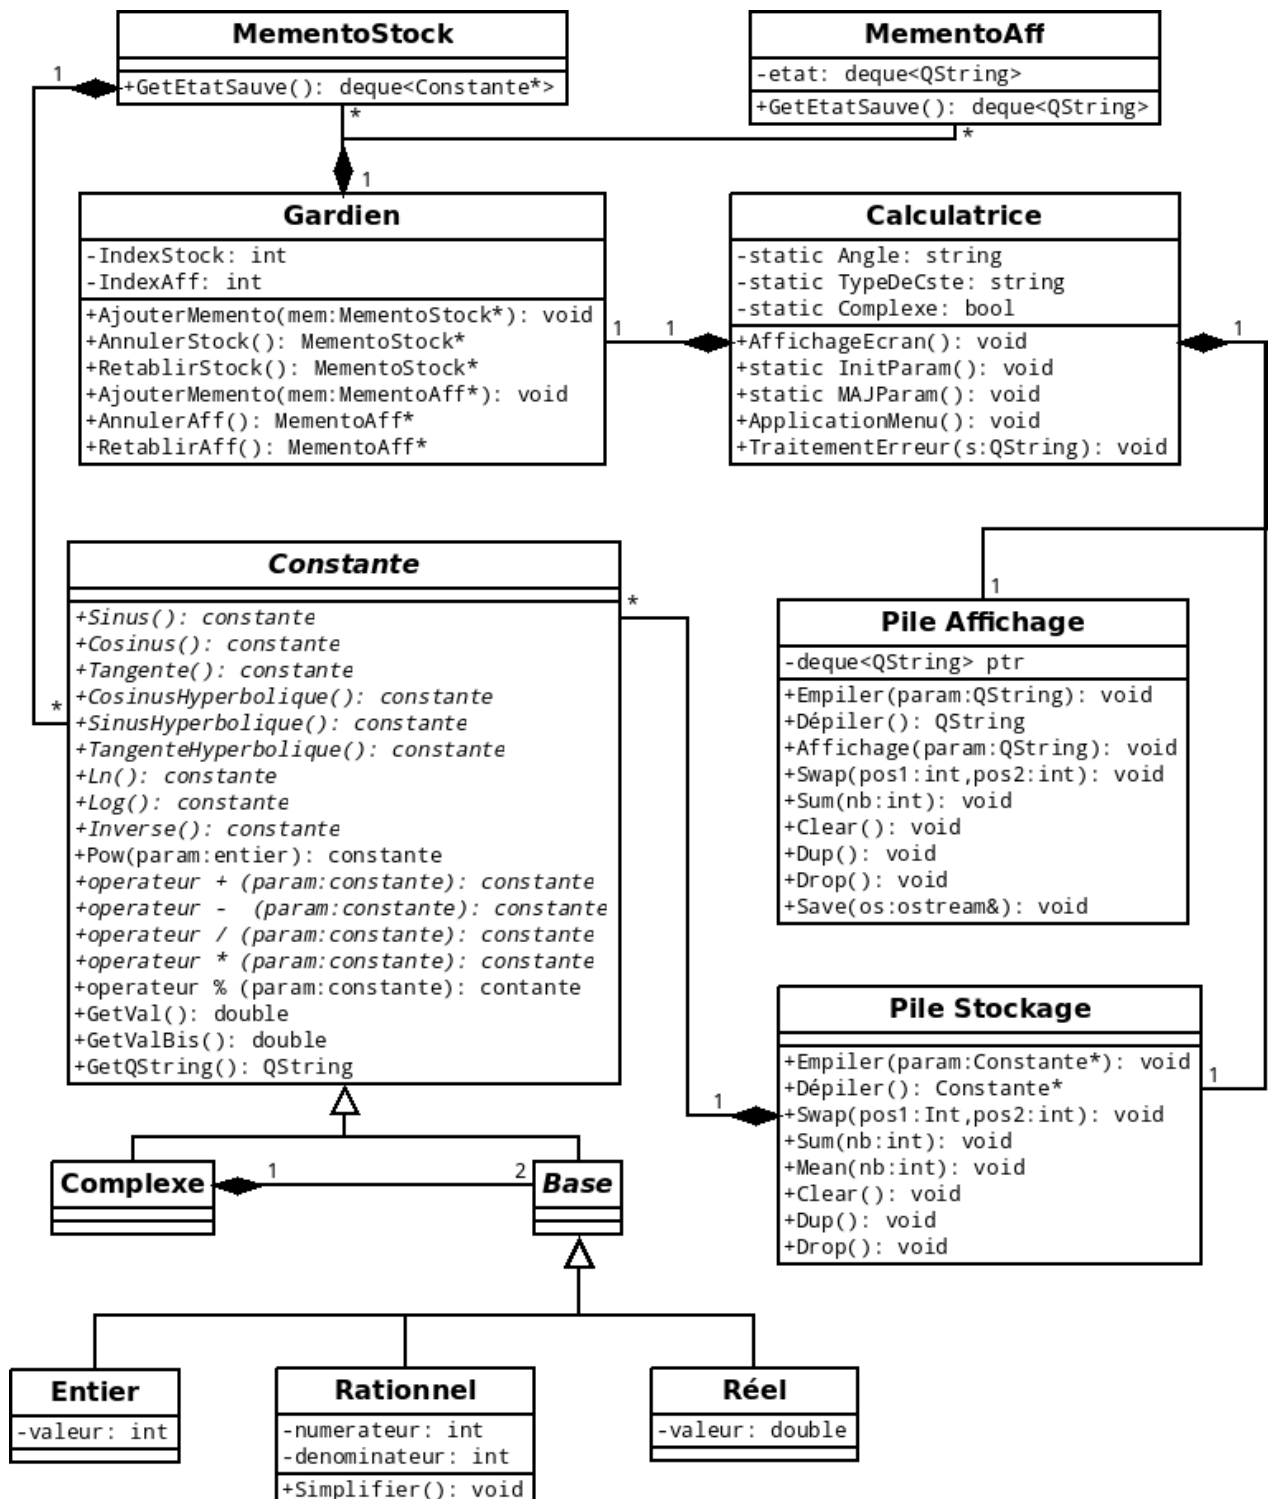 MementoStock
+GetEtatSauve(): deque<Constante*>
1
*
MementoAff
-etat: deque<QString>
+GetEtatSauve(): deque<QString>
*
1
Gardien
-IndexStock: int
-IndexAff: int
+AjouterMemento(mem:MementoStock*): void
+AnnulerStock(): MementoStock*
+RetablirStock(): MementoStock*
+AjouterMemento(mem:MementoAff*): void
+AnnulerAff(): MementoAff*
+RetablirAff(): MementoAff*
1
1
Calculatrice
-static Angle: string
-static TypeDeCste: string
-static Complexe: bool
+AffichageEcran(): void
+static InitParam(): void
+static MAJParam(): void
+ApplicationMenu(): void
+TraitementErreur(s:QString): void
1
Constante
+Sinus(): constante
+Cosinus(): constante
+Tangente(): constante
+CosinusHyperbolique(): constante
+SinusHyperbolique(): constante
+TangenteHyperbolique(): constante
+Ln(): constante
+Log(): constante
+Inverse(): constante
+Pow(param:entier): constante
+operateur + (param:constante): constante
+operateur -  (param:constante): constante
+operateur / (param:constante): constante
+operateur * (param:constante): constante
+operateur % (param:constante): contante
+GetVal(): double
+GetValBis(): double
+GetQString(): QString
*
*
1
Pile Affichage
-deque<QString> ptr
+Empiler(param:QString): void
+Dépiler(): QString
+Affichage(param:QString): void
+Swap(pos1:int,pos2:int): void
+Sum(nb:int): void
+Clear(): void
+Dup(): void
+Drop(): void
+Save(os:ostream&): void
Pile Stockage
+Empiler(param:Constante*): void
+Dépiler(): Constante*
+Swap(pos1:Int,pos2:int): void
+Sum(nb:int): void
+Mean(nb:int): void
+Clear(): void
+Dup(): void
+Drop(): void
1
1
Complexe
1
2
Base
Entier
-valeur: int
Rationnel
-numerateur: int
-denominateur: int
+Simplifier(): void
Réel
-valeur: double